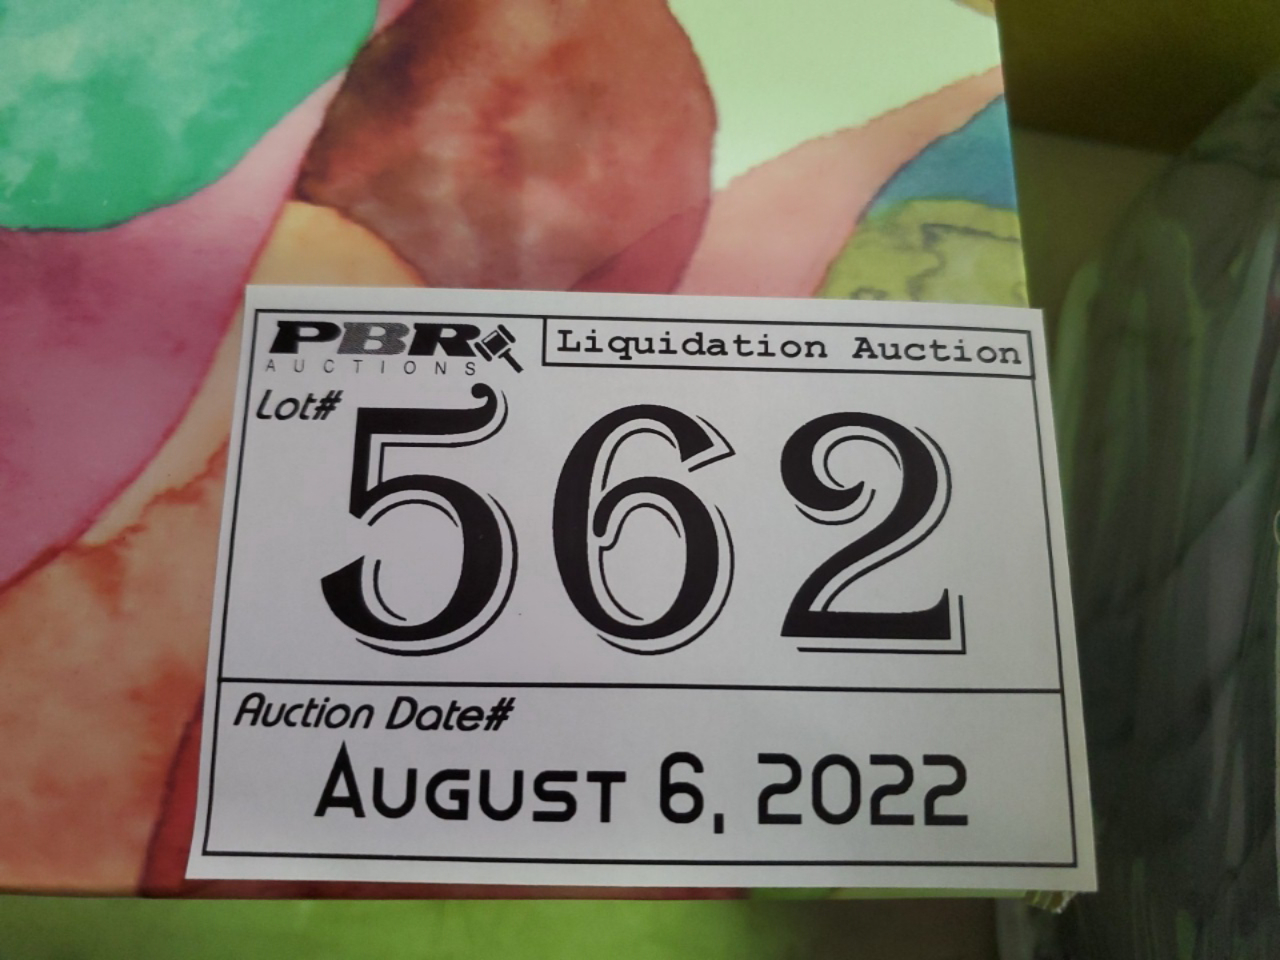 PBR
AUCTIONS
Liquidation Auction
Lot#
562
Auction Date#
August 6, 2022